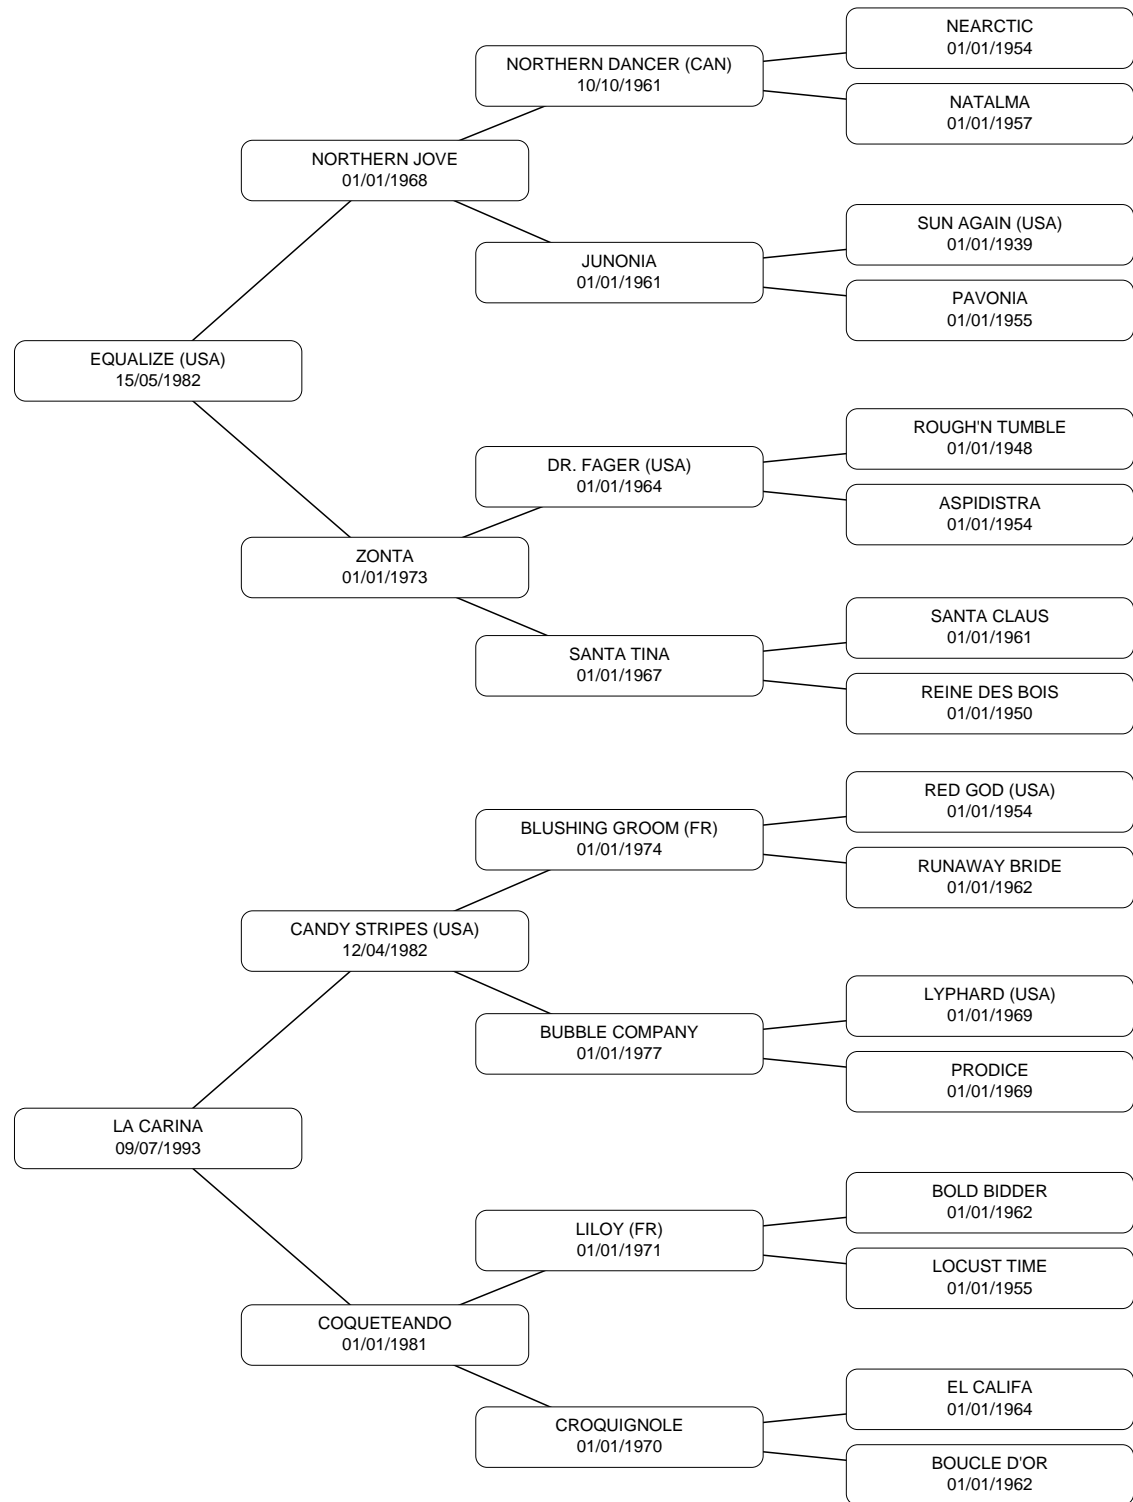 NEARCTIC
01/01/1954
NORTHERN DANCER (CAN)
10/10/1961
NATALMA
01/01/1957
NORTHERN JOVE
01/01/1968
SUN AGAIN (USA)
01/01/1939
JUNONIA
01/01/1961
PAVONIA
01/01/1955
EQUALIZE (USA)
15/05/1982
ROUGH'N TUMBLE
01/01/1948
DR. FAGER (USA)
01/01/1964
ASPIDISTRA
01/01/1954
ZONTA
01/01/1973
SANTA CLAUS
01/01/1961
SANTA TINA
01/01/1967
REINE DES BOIS
01/01/1950
RED GOD (USA)
01/01/1954
BLUSHING GROOM (FR)
01/01/1974
RUNAWAY BRIDE
01/01/1962
CANDY STRIPES (USA)
12/04/1982
LYPHARD (USA)
01/01/1969
BUBBLE COMPANY
01/01/1977
PRODICE
01/01/1969
LA CARINA
09/07/1993
BOLD BIDDER
01/01/1962
LILOY (FR)
01/01/1971
LOCUST TIME
01/01/1955
COQUETEANDO
01/01/1981
EL CALIFA
01/01/1964
CROQUIGNOLE
01/01/1970
BOUCLE D'OR
01/01/1962